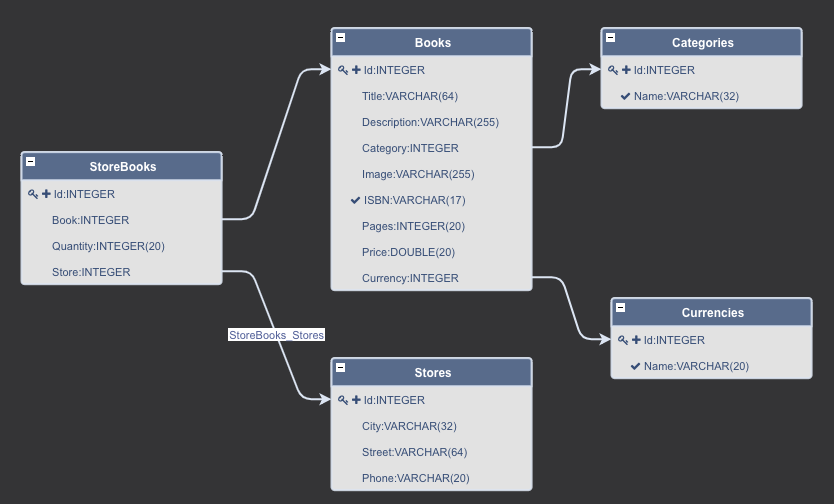 Books
Id:INTEGER
Title:VARCHAR(64)
Description:VARCHAR(255)
Category:INTEGER
Image:VARCHAR(255)
ISBN:VARCHAR(17)
Pages:INTEGER(20)
Price:DOUBLE(20)
Currency:INTEGER
Categories
Id:INTEGER
Name:VARCHAR(32)
StoreBooks
Id:INTEGER
Book:INTEGER
Quantity:INTEGER(20)
Store:INTEGER
Currencies
Id:INTEGER
Name:VARCHAR(20)
StoreBooks_Stores
Stores
Id:INTEGER
City:VARCHAR(32)
Street:VARCHAR(64)
Phone:VARCHAR(20)